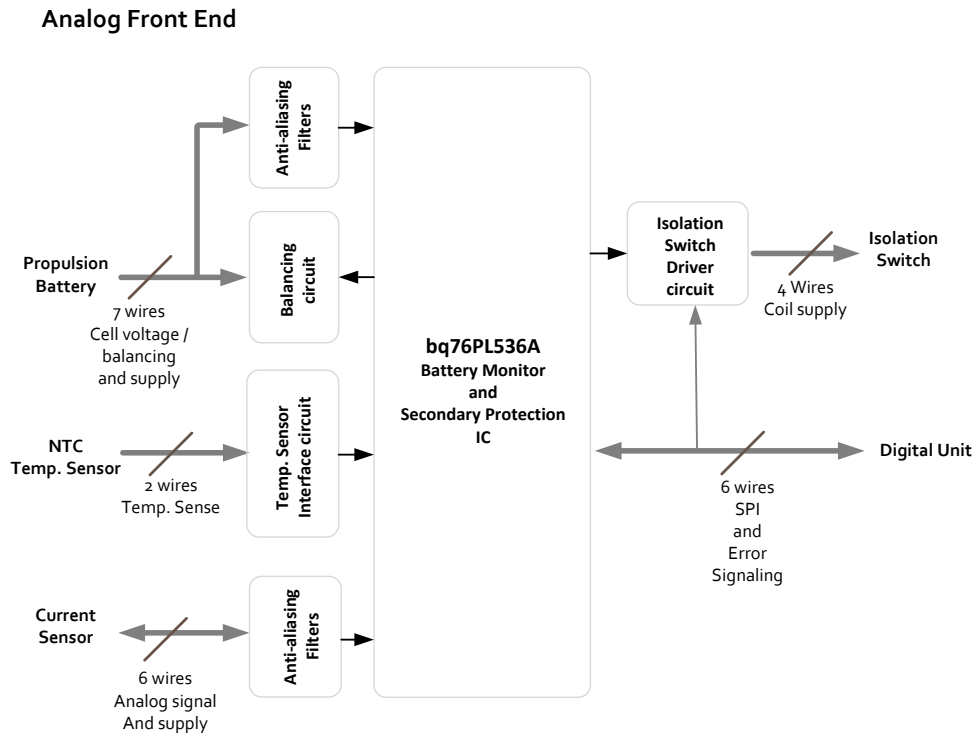 Analog Front End
Anti-aliasing
Filters
Propulsion
Battery
7 wires
Cell voltage /
balancing
and supply
Balancing
circuit
NTC
Temp. Sensor
2 wires
Temp. Sense
Temp. Sensor
Interface circuit
Current
Sensor
6 wires
Analog signal
And supply
Anti-aliasing
Filters
bq76PL536A
Battery Monitor
and
Secondary Protection
IC
Isolation
Switch
Driver
circuit
4 Wires
Coil supply
Isolation
Switch
6 wires
SPI
and
Error
Signaling
Digital Unit